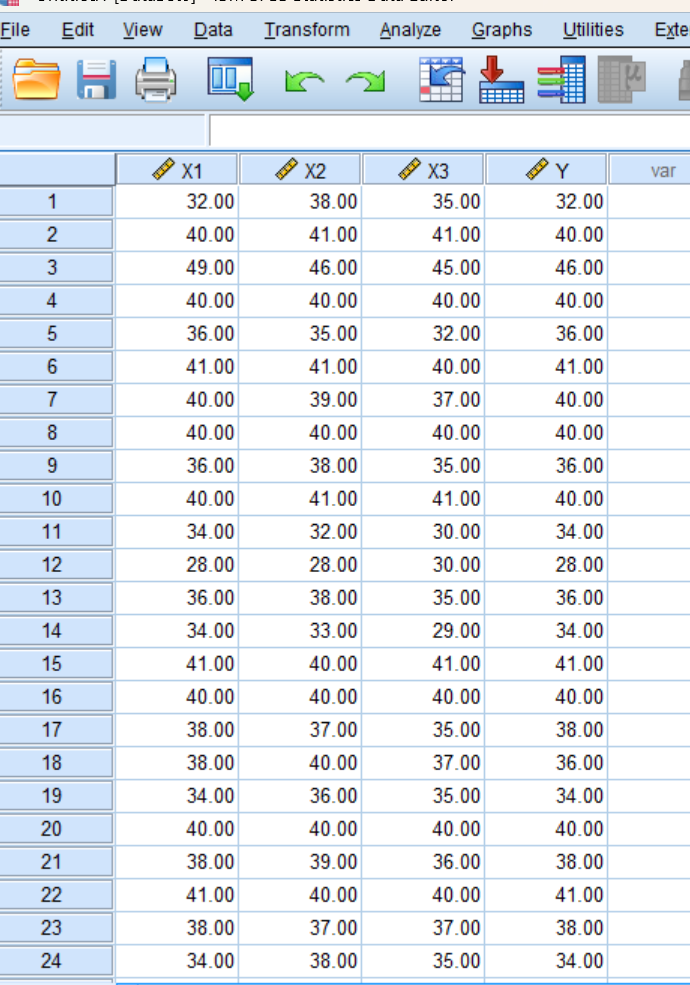 File Edit View Data Transform Analyze Graphs Utilities Exte
X1 X2 X3 Y var
1 32.00 38.00 35.00 32.00
2 40.00 41.00 41.00 40.00
3 49.00 46.00 45.00 46.00
4 40.00 40.00 40.00 40.00
5 36.00 35.00 32.00 36.00
6 41.00 41.00 40.00 41.00
7 40.00 39.00 37.00 40.00
8 40.00 40.00 40.00 40.00
9 36.00 38.00 35.00 36.00
10 40.00 41.00 41.00 40.00
11 34.00 32.00 30.00 34.00
12 28.00 28.00 30.00 28.00
13 36.00 38.00 35.00 36.00
14 34.00 33.00 29.00 34.00
15 41.00 40.00 41.00 41.00
16 40.00 40.00 40.00 40.00
17 38.00 37.00 35.00 38.00
18 38.00 40.00 37.00 36.00
19 34.00 36.00 35.00 34.00
20 40.00 40.00 40.00 40.00
21 38.00 39.00 36.00 38.00
22 41.00 40.00 40.00 41.00
23 38.00 37.00 37.00 38.00
24 34.00 38.00 35.00 34.00